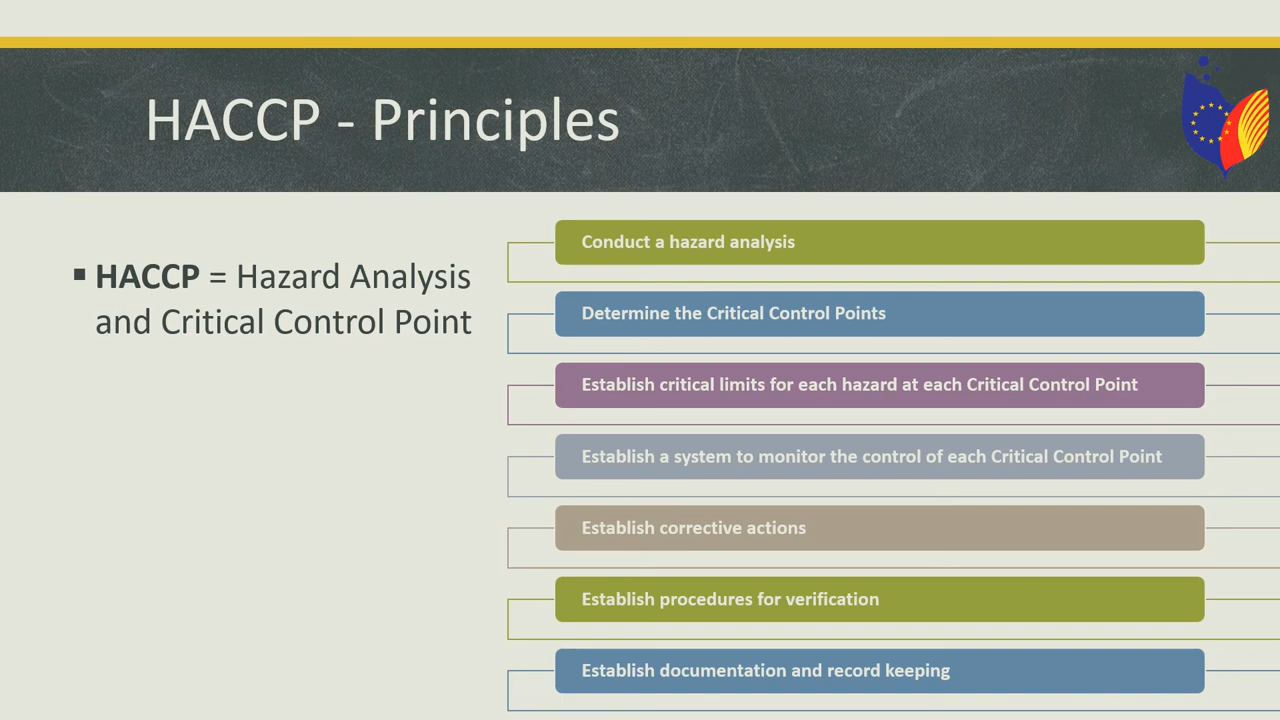 HACCP - Principles
▪ HACCP = Hazard Analysis
and Critical Control Point
Conduct a hazard analysis
Determine the Critical Control Points
Establish critical limits for each hazard at each Critical Control Point
Establish a system to monitor the control of each Critical Control Point
Establish corrective actions
Establish procedures for verification
Establish documentation and record keeping